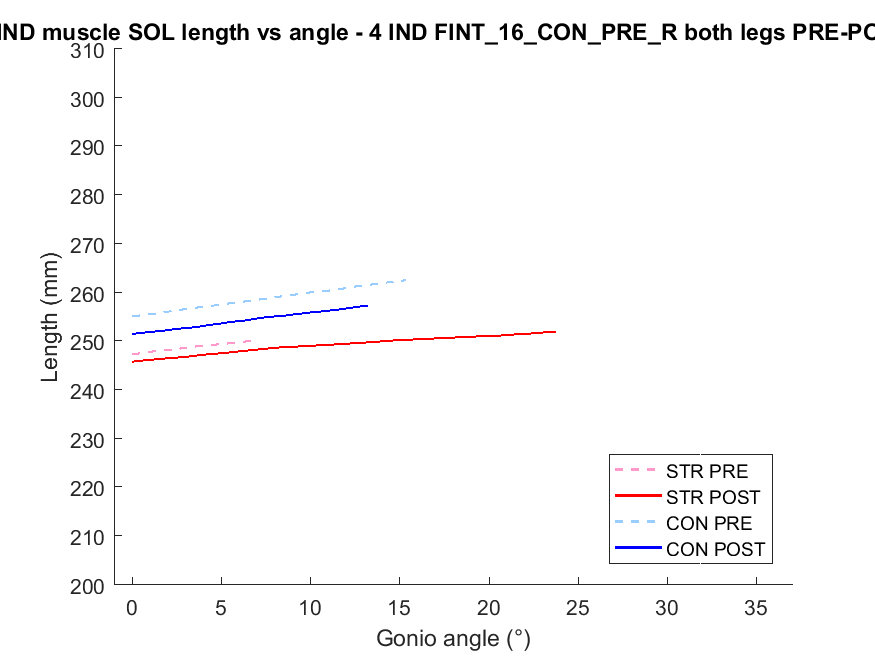 IND muscle SOL length vs angle - 4 IND FINT_16_CON_PRE_R both legs PRE-PO
310
300
290
280
270
260
250
240
230
220
210
200
Length (mm)
0 5 10 15 20 25 30 35
Gonio angle (°)
STR PRE
STR POST
CON PRE
CON POST